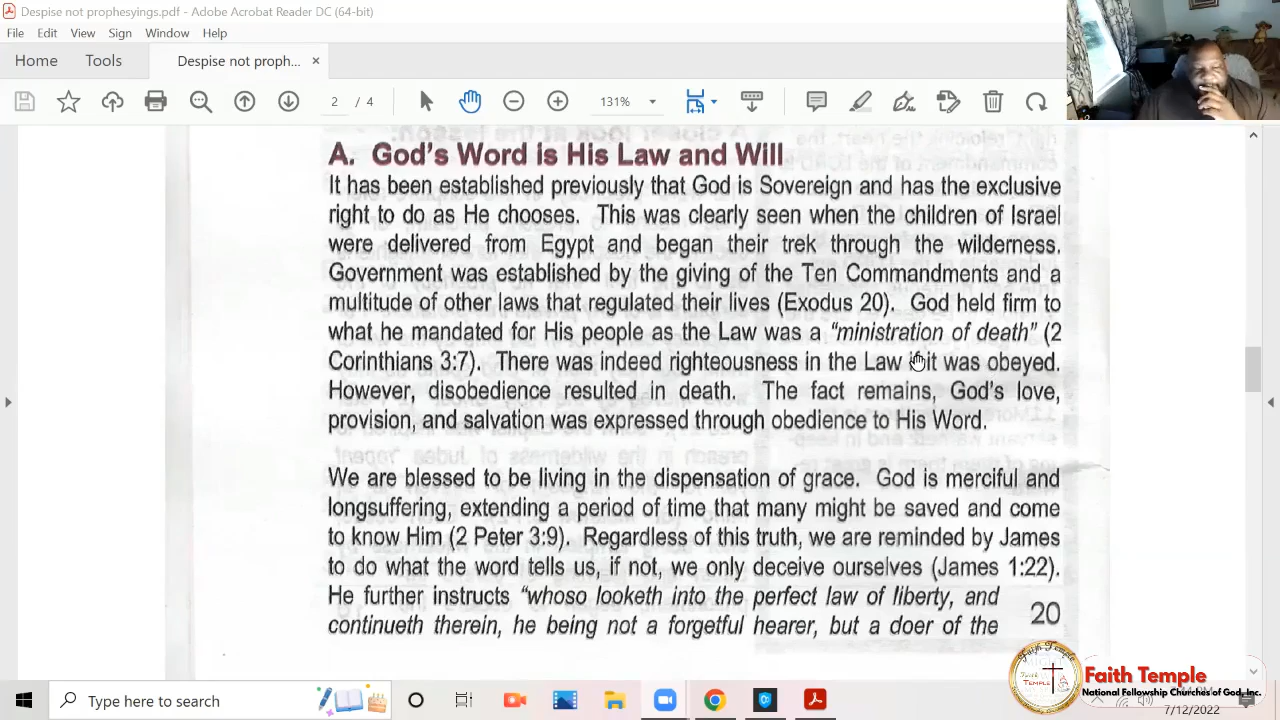 Despise not prophesyings.pdf - Adobe Acrobat Reader DC (64-bit)
File Edit View Sign Window Help
Home Tools Despise not proph... ×
2 / 4 131%
A. God's Word is His Law and Will
It has been established previously that God is Sovereign and has the exclusive
right to do as He chooses. This was clearly seen when the children of Israel
were delivered from Egypt and began their trek through the wilderness.
Government was established by the giving of the Ten Commandments and a
multitude of other laws that regulated their lives (Exodus 20). God held firm to
what he mandated for His people as the Law was a "ministration of death" (2
Corinthians 3:7). There was indeed righteousness in the Law if it was obeyed.
However, disobedience resulted in death. The fact remains, God's love,
provision, and salvation was expressed through obedience to His Word.
We are blessed to be living in the dispensation of grace. God is merciful and
longsuffering, extending a period of time that many might be saved and come
to know Him (2 Peter 3:9). Regardless of this truth, we are reminded by James
to do what the word tells us, if not, we only deceive ourselves (James 1:22).
He further instructs "whoso looketh into the perfect law of liberty, and
continueth therein, he being not a forgetful hearer, but a doer of the
20
Faith Temple
Faith Temple
National Fellowship Churches of God, Inc.
Type here to search
7/12/2022